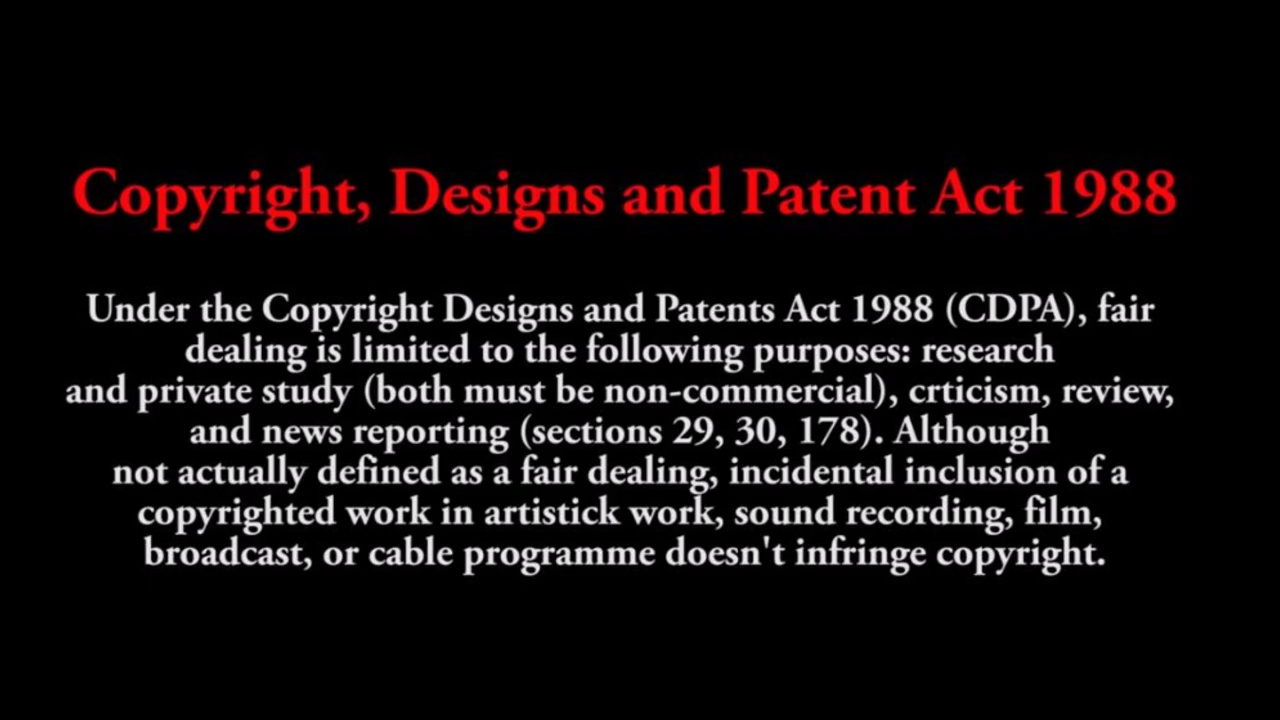 Copyright, Designs and Patent Act 1988
Under the Copyright Designs and Patents Act 1988 (CDPA), fair
dealing is limited to the following purposes: research
and private study (both must be non-commercial), crticism, review,
and news reporting (sections 29, 30, 178). Although
not actually defined as a fair dealing, incidental inclusion of a
copyrighted work in artistick work, sound recording, film,
broadcast, or cable programme doesn't infringe copyright.